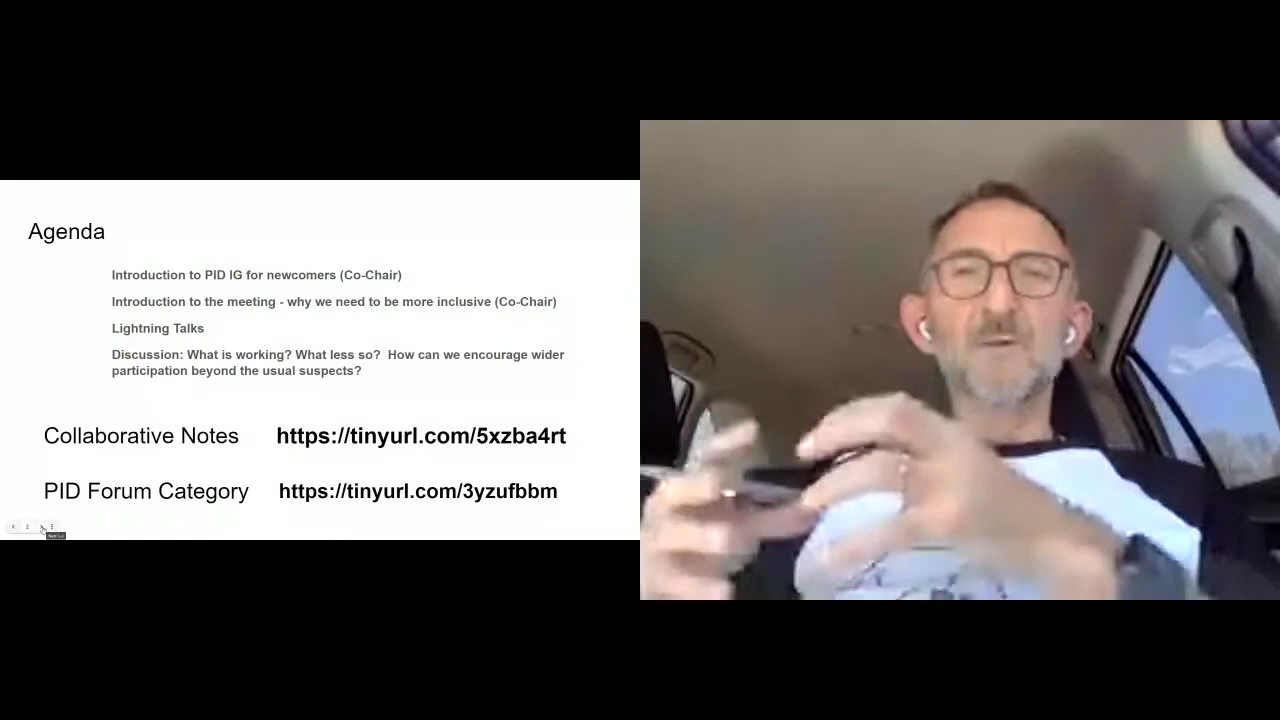 Agenda
Introduction to PID IG for newcomers (Co-Chair)
Introduction to the meeting - why we need to be more inclusive (Co-Chair)
Lightning Talks
Discussion: What is working? What less so? How can we encourage wider
participation beyond the usual suspects?
Collaborative Notes https://tinyurl.com/5xzba4rt
PID Forum Category https://tinyurl.com/3yzufbbm
2